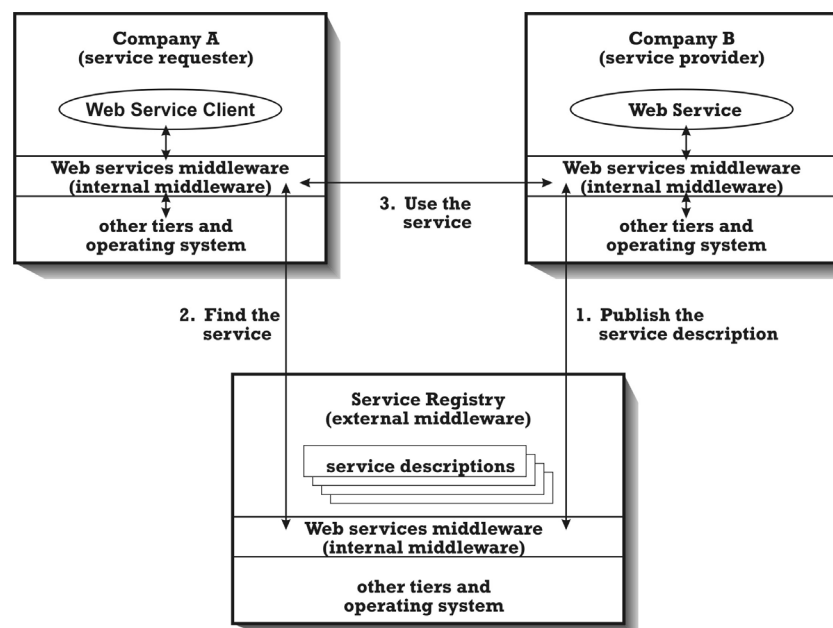 Company A
(service requester)
Web Service Client
Web services middleware
(internal middleware)
other tiers and
operating system
Company B
(service provider)
Web Service
Web services middleware
(internal middleware)
other tiers and
operating system
3. Use the
service
2. Find the
service
1. Publish the
service description
Service Registry
(external middleware)
service descriptions
Web services middleware
(internal middleware)
other tiers and
operating system